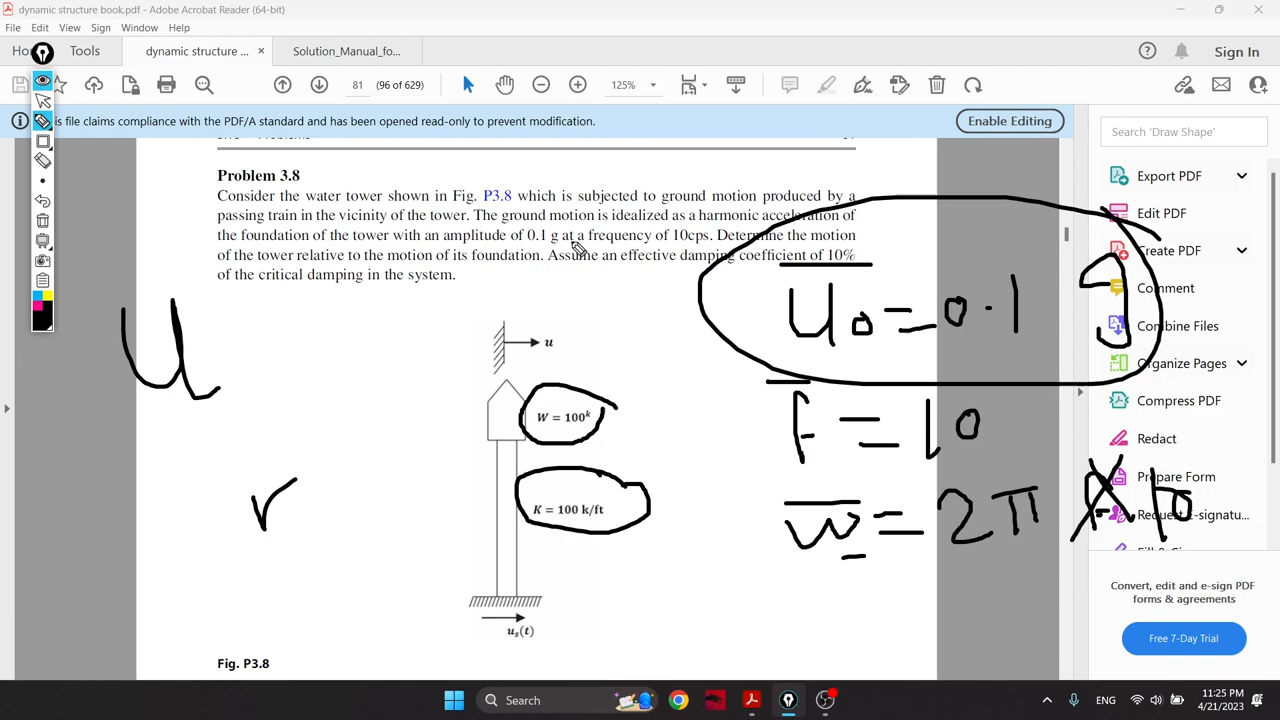 dynamic structure book.pdf - Adobe Acrobat Reader (64-bit)
File Edit View Sign Window Help
Tools
dynamic structure ... ×
Solution_Manual_fo...
Sign In
81 (96 of 629)
125%
is file claims compliance with the PDF/A standard and has been opened read-only to prevent modification.
Enable Editing
Problem 3.8
Consider the water tower shown in Fig. P3.8 which is subjected to ground motion produced by a
passing train in the vicinity of the tower. The ground motion is idealized as a harmonic acceleration of
the foundation of the tower with an amplitude of 0.1 g at a frequency of 10cps. Determine the motion
of the tower relative to the motion of its foundation. Assume an effective damping coefficient of 10%
of the critical damping in the system.
u
W = 100ᵏ
K = 100 k/ft
uₛ(t)
Fig. P3.8
U
r
U0 = 0.1 g
F = 10
w = 2π 10
Search 'Draw Shape'
Export PDF
Edit PDF
Create PDF
Comment
Combine Files
Organize Pages
Compress PDF
Redact
Prepare Form
Request E-signatu...
Convert, edit and e-sign PDF
forms & agreements
Free 7-Day Trial
Search
ENG
11:25 PM
4/21/2023